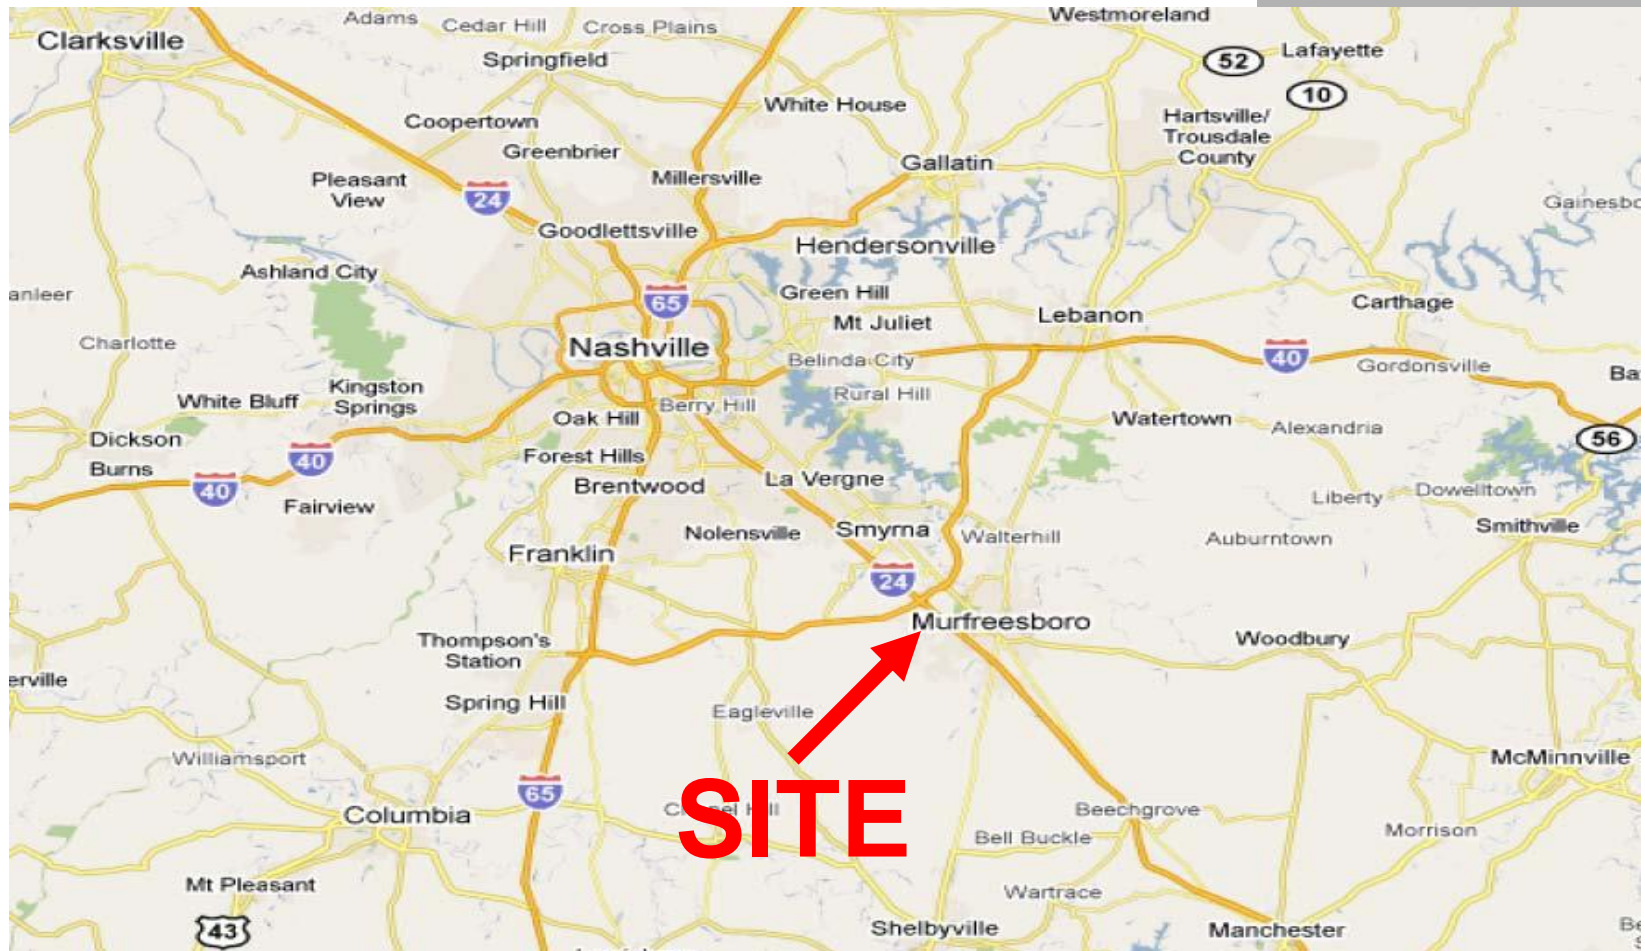 Adams
Cedar Hill
Cross Plains
Westmoreland
Clarksville
Springfield
52
Lafayette
10
White House
Coopertown
Hartsville/
Trousdale
County
Greenbrier
Gallatin
Pleasant
View
Millersville
24
Gainesbo
Goodlettsville
Hendersonville
Ashland City
anleer
65
Green Hill
Carthage
Mt Juliet
Lebanon
Charlotte
Nashville
Belinda City
40
Gordonsville
Ba
Kingston
Springs
White Bluff
Berry Hill
Rural Hill
Oak Hill
Watertown
Alexandria
Dickson
56
40
Forest Hills
Burns
40
Brentwood
La Vergne
Liberty
Dowelltown
Fairview
Nolensville
Smyrna
Walterhill
Auburntown
Smithville
Franklin
24
Murfreesboro
Thompson's
Station
Woodbury
erville
Spring Hill
Eagleville
Williamsport
McMinnville
65
SITE
Columbia
Beechgrove
Bell Buckle
Morrison
Mt Pleasant
Wartrace
43
Shelbyville
Manchester